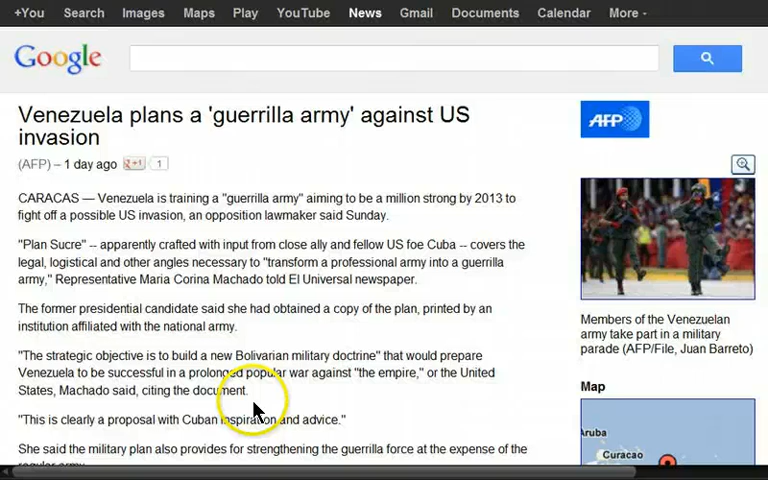 +You Search Images Maps Play YouTube News Gmail Documents Calendar More
Google
Venezuela plans a 'guerrilla army' against US
invasion
(AFP) – 1 day ago +1 1
CARACAS — Venezuela is training a "guerrilla army" aiming to be a million strong by 2013 to
fight off a possible US invasion, an opposition lawmaker said Sunday.
"Plan Sucre" -- apparently crafted with input from close ally and fellow US foe Cuba -- covers the
legal, logistical and other angles necessary to "transform a professional army into a guerrilla
army," Representative Maria Corina Machado told El Universal newspaper.
The former presidential candidate said she had obtained a copy of the plan, printed by an
institution affiliated with the national army.
"The strategic objective is to build a new Bolivarian military doctrine" that would prepare
Venezuela to be successful in a prolonged popular war against "the empire," or the United
States, Machado said, citing the document.
"This is clearly a proposal with Cuban inspiration and advice."
She said the military plan also provides for strengthening the guerrilla force at the expense of the
regular army.
AFP
Members of the Venezuelan
army take part in a military
parade (AFP/File, Juan Barreto)
Map
Aruba
Curacao